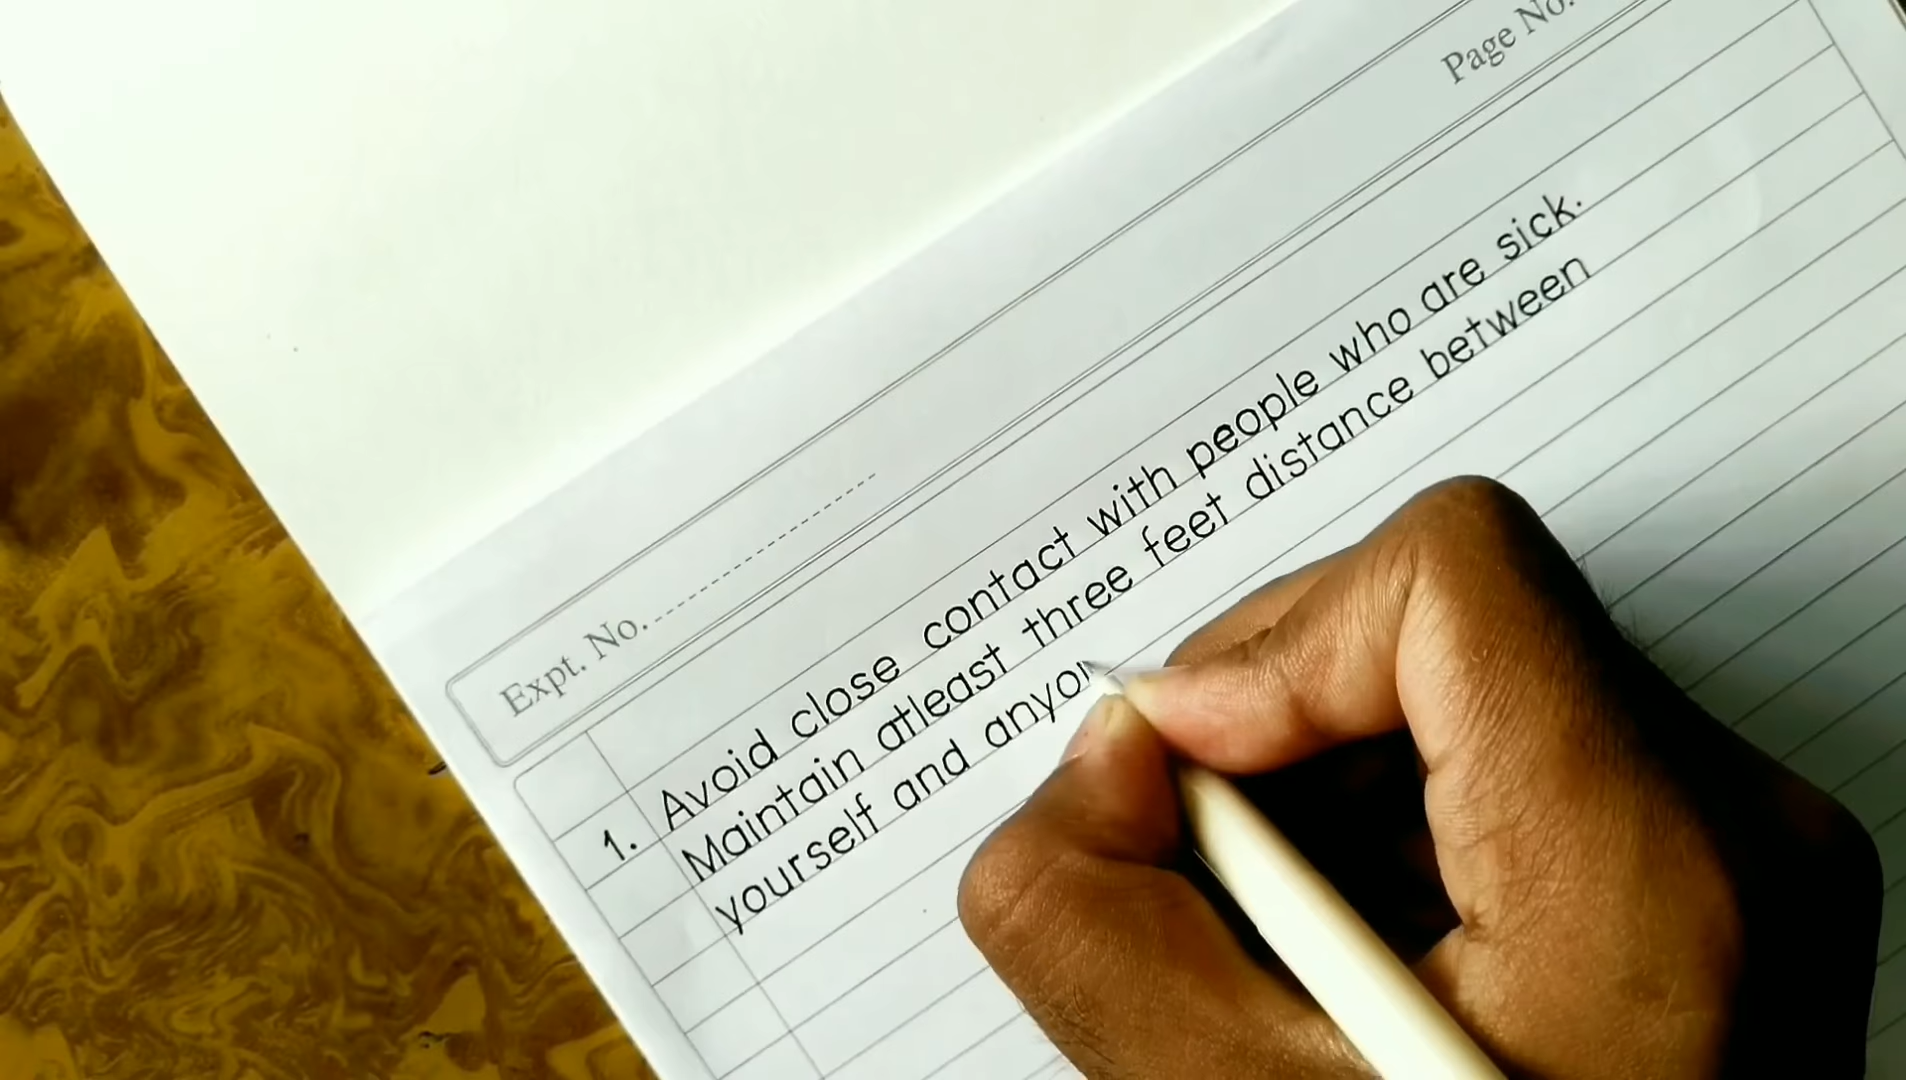 Page No.
Expt. No.
1. Avoid close contact with people who are sick.
Maintain atleast three feet distance between
yourself and